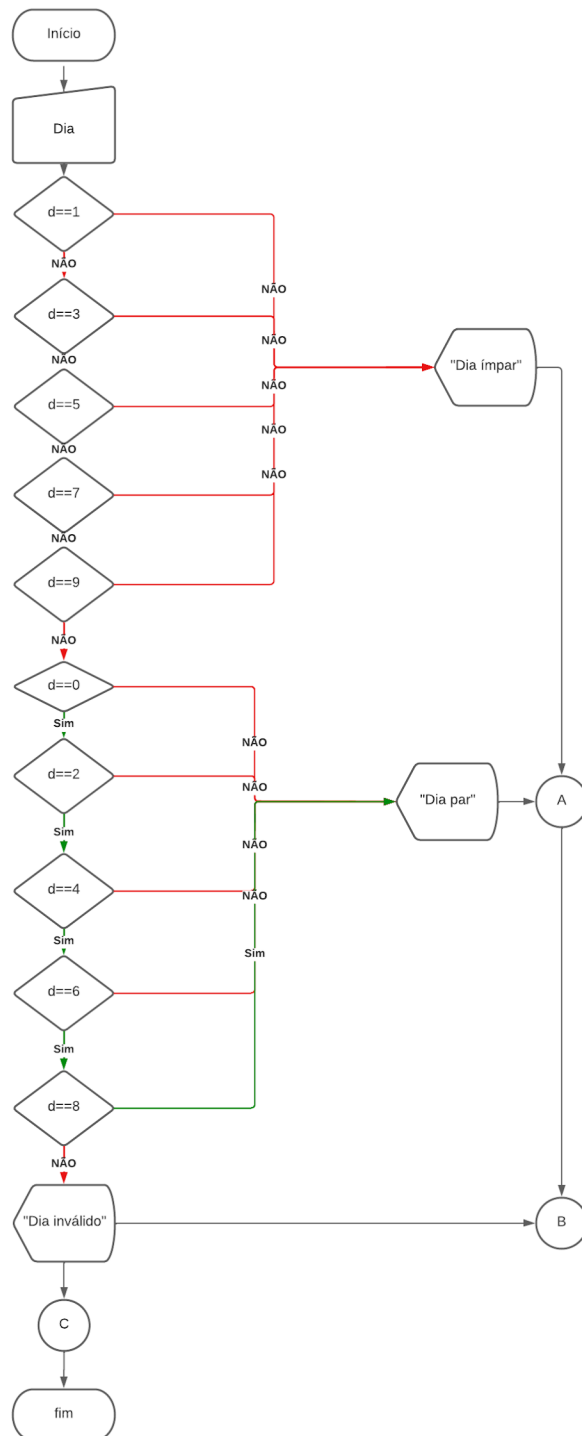 Início
Dia
d==1
NÃO
NÃO
d==3
NÃO
NÃO
"Dia ímpar"
NÃO
d==5
NÃO
NÃO
NÃO
d==7
NÃO
d==9
NÃO
d==0
Sim
NÃO
d==2
NÃO
"Dia par"
A
Sim
NÃO
d==4
NÃO
Sim
Sim
d==6
Sim
d==8
NÃO
"Dia inválido"
B
C
fim